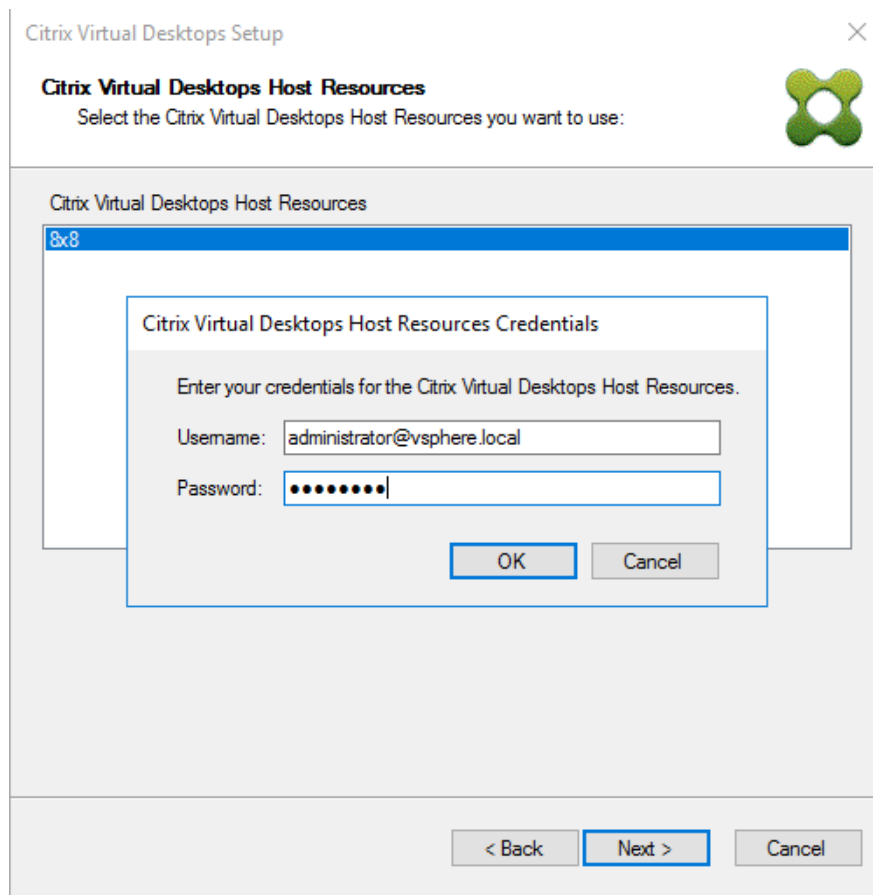 Citrix Virtual Desktops Setup
Citrix Virtual Desktops Host Resources
Select the Citrix Virtual Desktops Host Resources you want to use:
Citrix Virtual Desktops Host Resources
8x8
Citrix Virtual Desktops Host Resources Credentials
Enter your credentials for the Citrix Virtual Desktops Host Resources.
Username: administrator@vsphere.local
Password: ●●●●●●●●
OK Cancel
< Back Next > Cancel